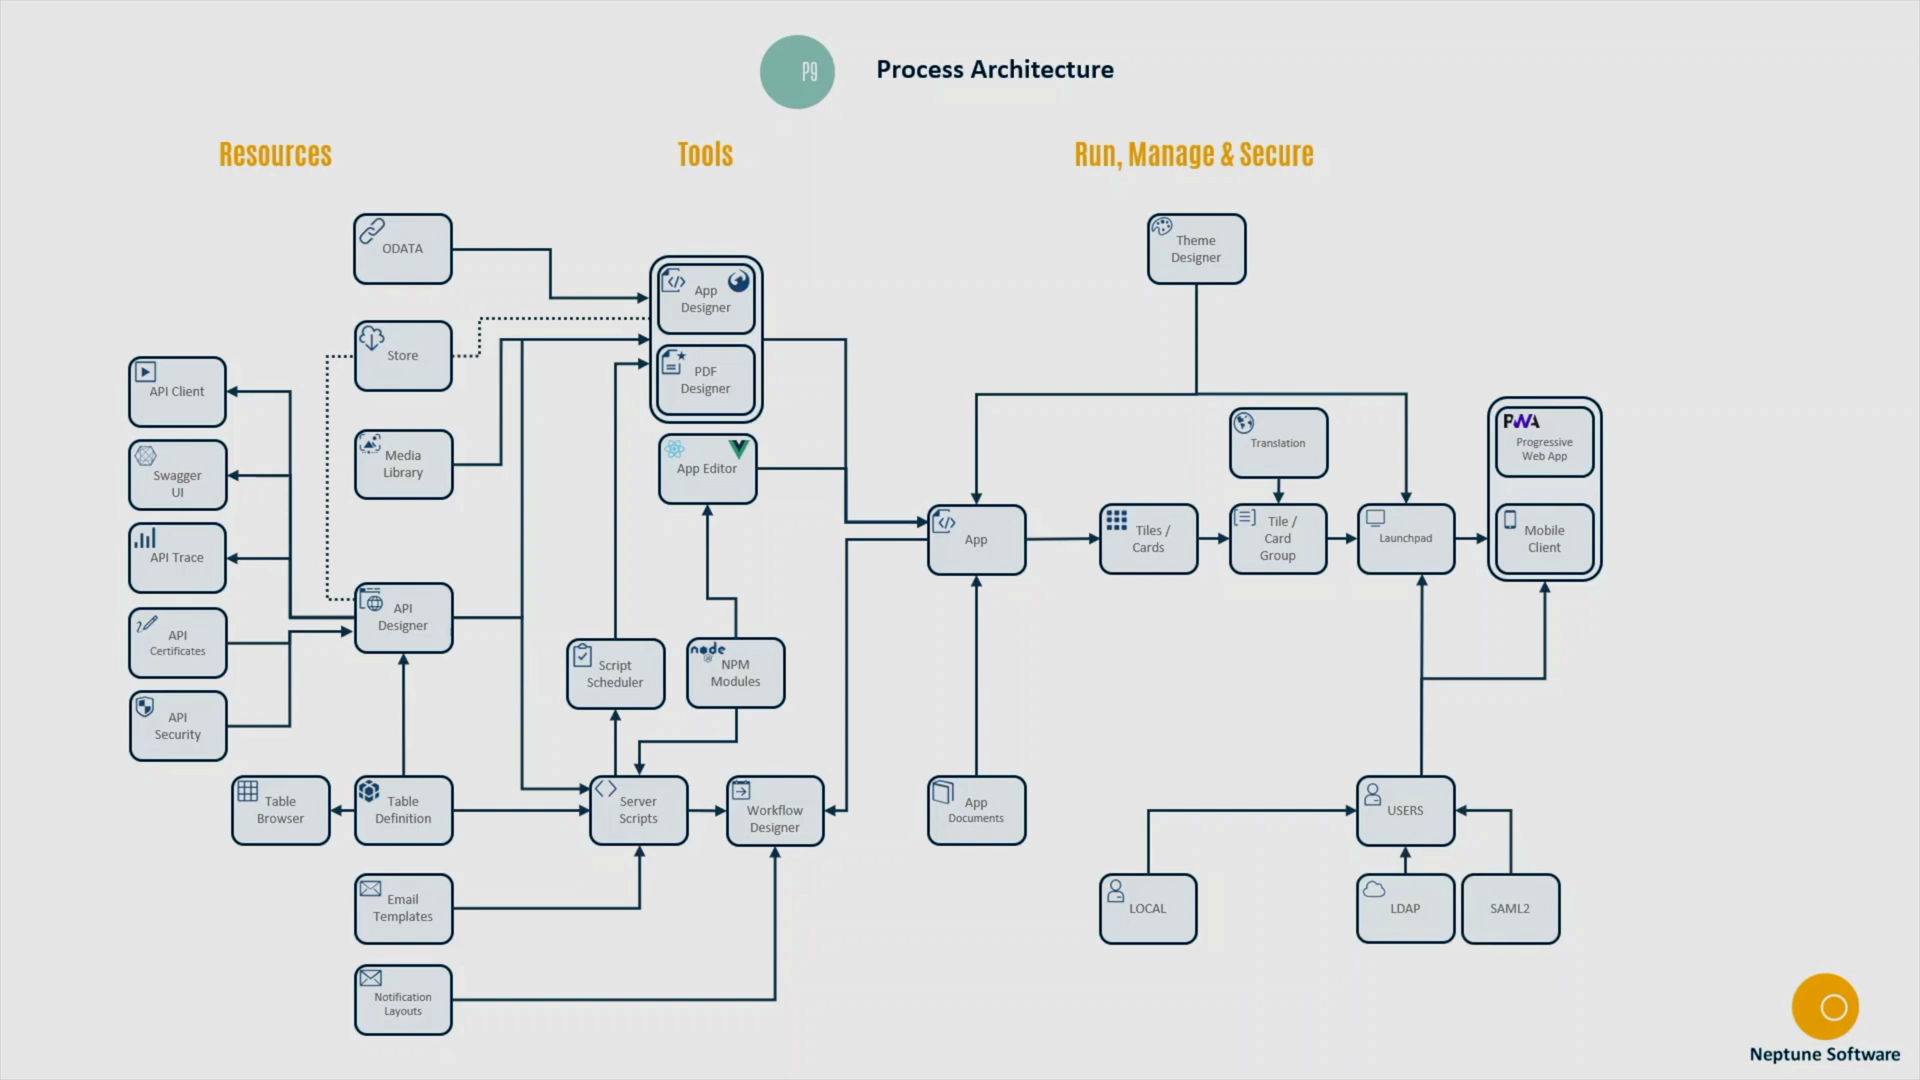 P9
Process Architecture
Resources
Tools
Run, Manage & Secure
ODATA
Store
Media
Library
API Client
Swagger
UI
API Trace
API
Certificates
API
Security
API
Designer
Table
Browser
Table
Definition
Email
Templates
Notification
Layouts
App
Designer
PDF
Designer
App Editor
Script
Scheduler
node
NPM
Modules
Server
Scripts
Workflow
Designer
Theme
Designer
Translation
App
Tiles /
Cards
Tile /
Card
Group
Launchpad
PWA
Progressive
Web App
Mobile
Client
App
Documents
USERS
LOCAL
LDAP
SAML2
Neptune Software